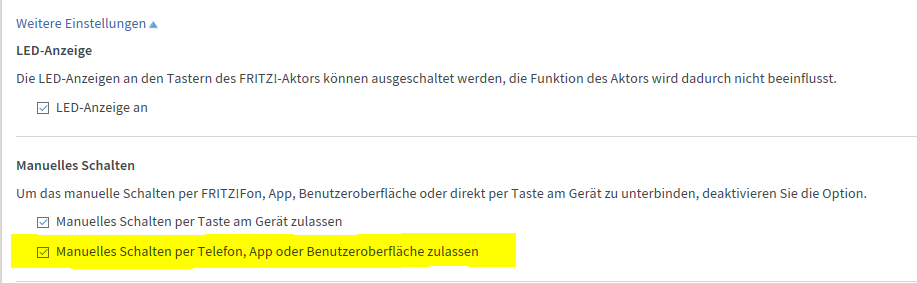 Weitere Einstellungen
LED-Anzeige
Die LED-Anzeigen an den Tastern des FRITZ!-Aktors können ausgeschaltet werden, die Funktion des Aktors wird dadurch nicht beeinflusst.
LED-Anzeige an
Manuelles Schalten
Um das manuelle Schalten per FRITZ!Fon, App, Benutzeroberfläche oder direkt per Taste am Gerät zu unterbinden, deaktivieren Sie die Option.
Manuelles Schalten per Taste am Gerät zulassen
Manuelles Schalten per Telefon, App oder Benutzeroberfläche zulassen